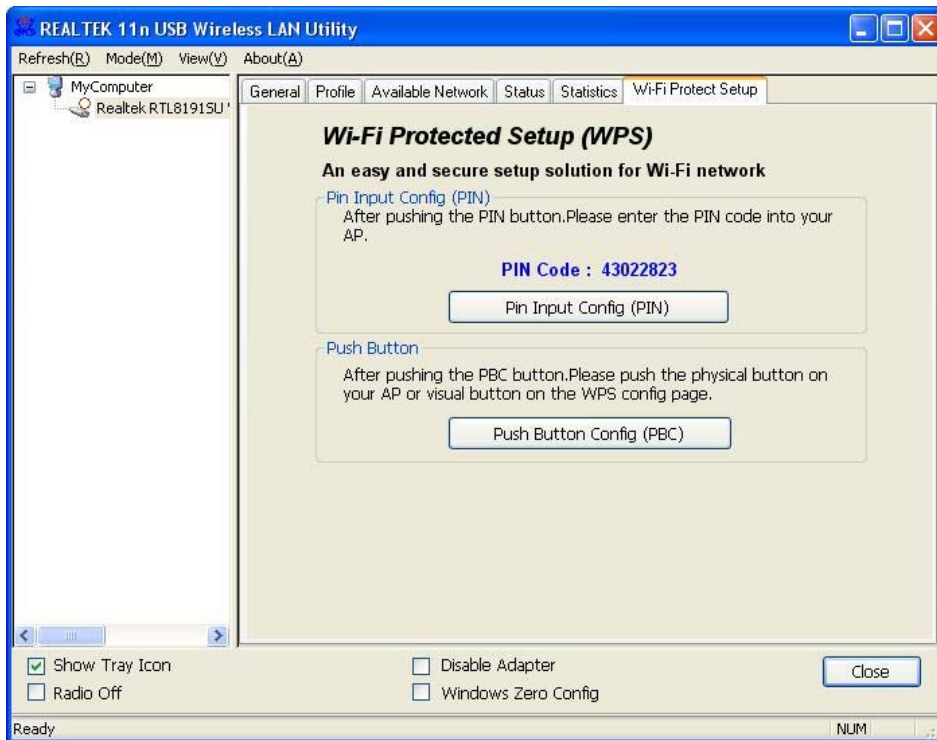 REALTEK 11n USB Wireless LAN Utility
Refresh(R) Mode(M) View(V) About(A)
MyComputer
Realtek RTL8191SU '
General Profile Available Network Status Statistics Wi-Fi Protect Setup
Wi-Fi Protected Setup (WPS)
An easy and secure setup solution for Wi-Fi network
Pin Input Config (PIN)
After pushing the PIN button.Please enter the PIN code into your
AP.
PIN Code : 43022823
Pin Input Config (PIN)
Push Button
After pushing the PBC button.Please push the physical button on
your AP or visual button on the WPS config page.
Push Button Config (PBC)
Show Tray Icon
Radio Off
Disable Adapter
Windows Zero Config
Close
Ready
NUM